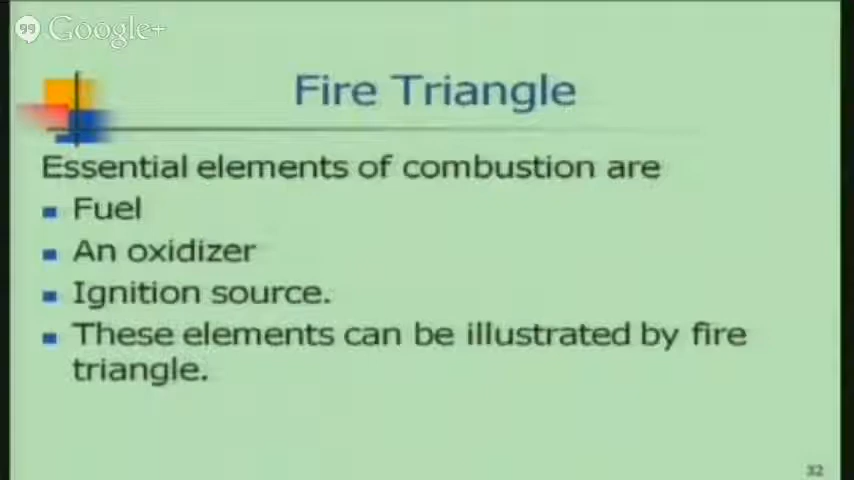 Google+
Fire Triangle
Essential elements of combustion are
Fuel
An oxidizer
Ignition source.
These elements can be illustrated by fire
triangle.
32